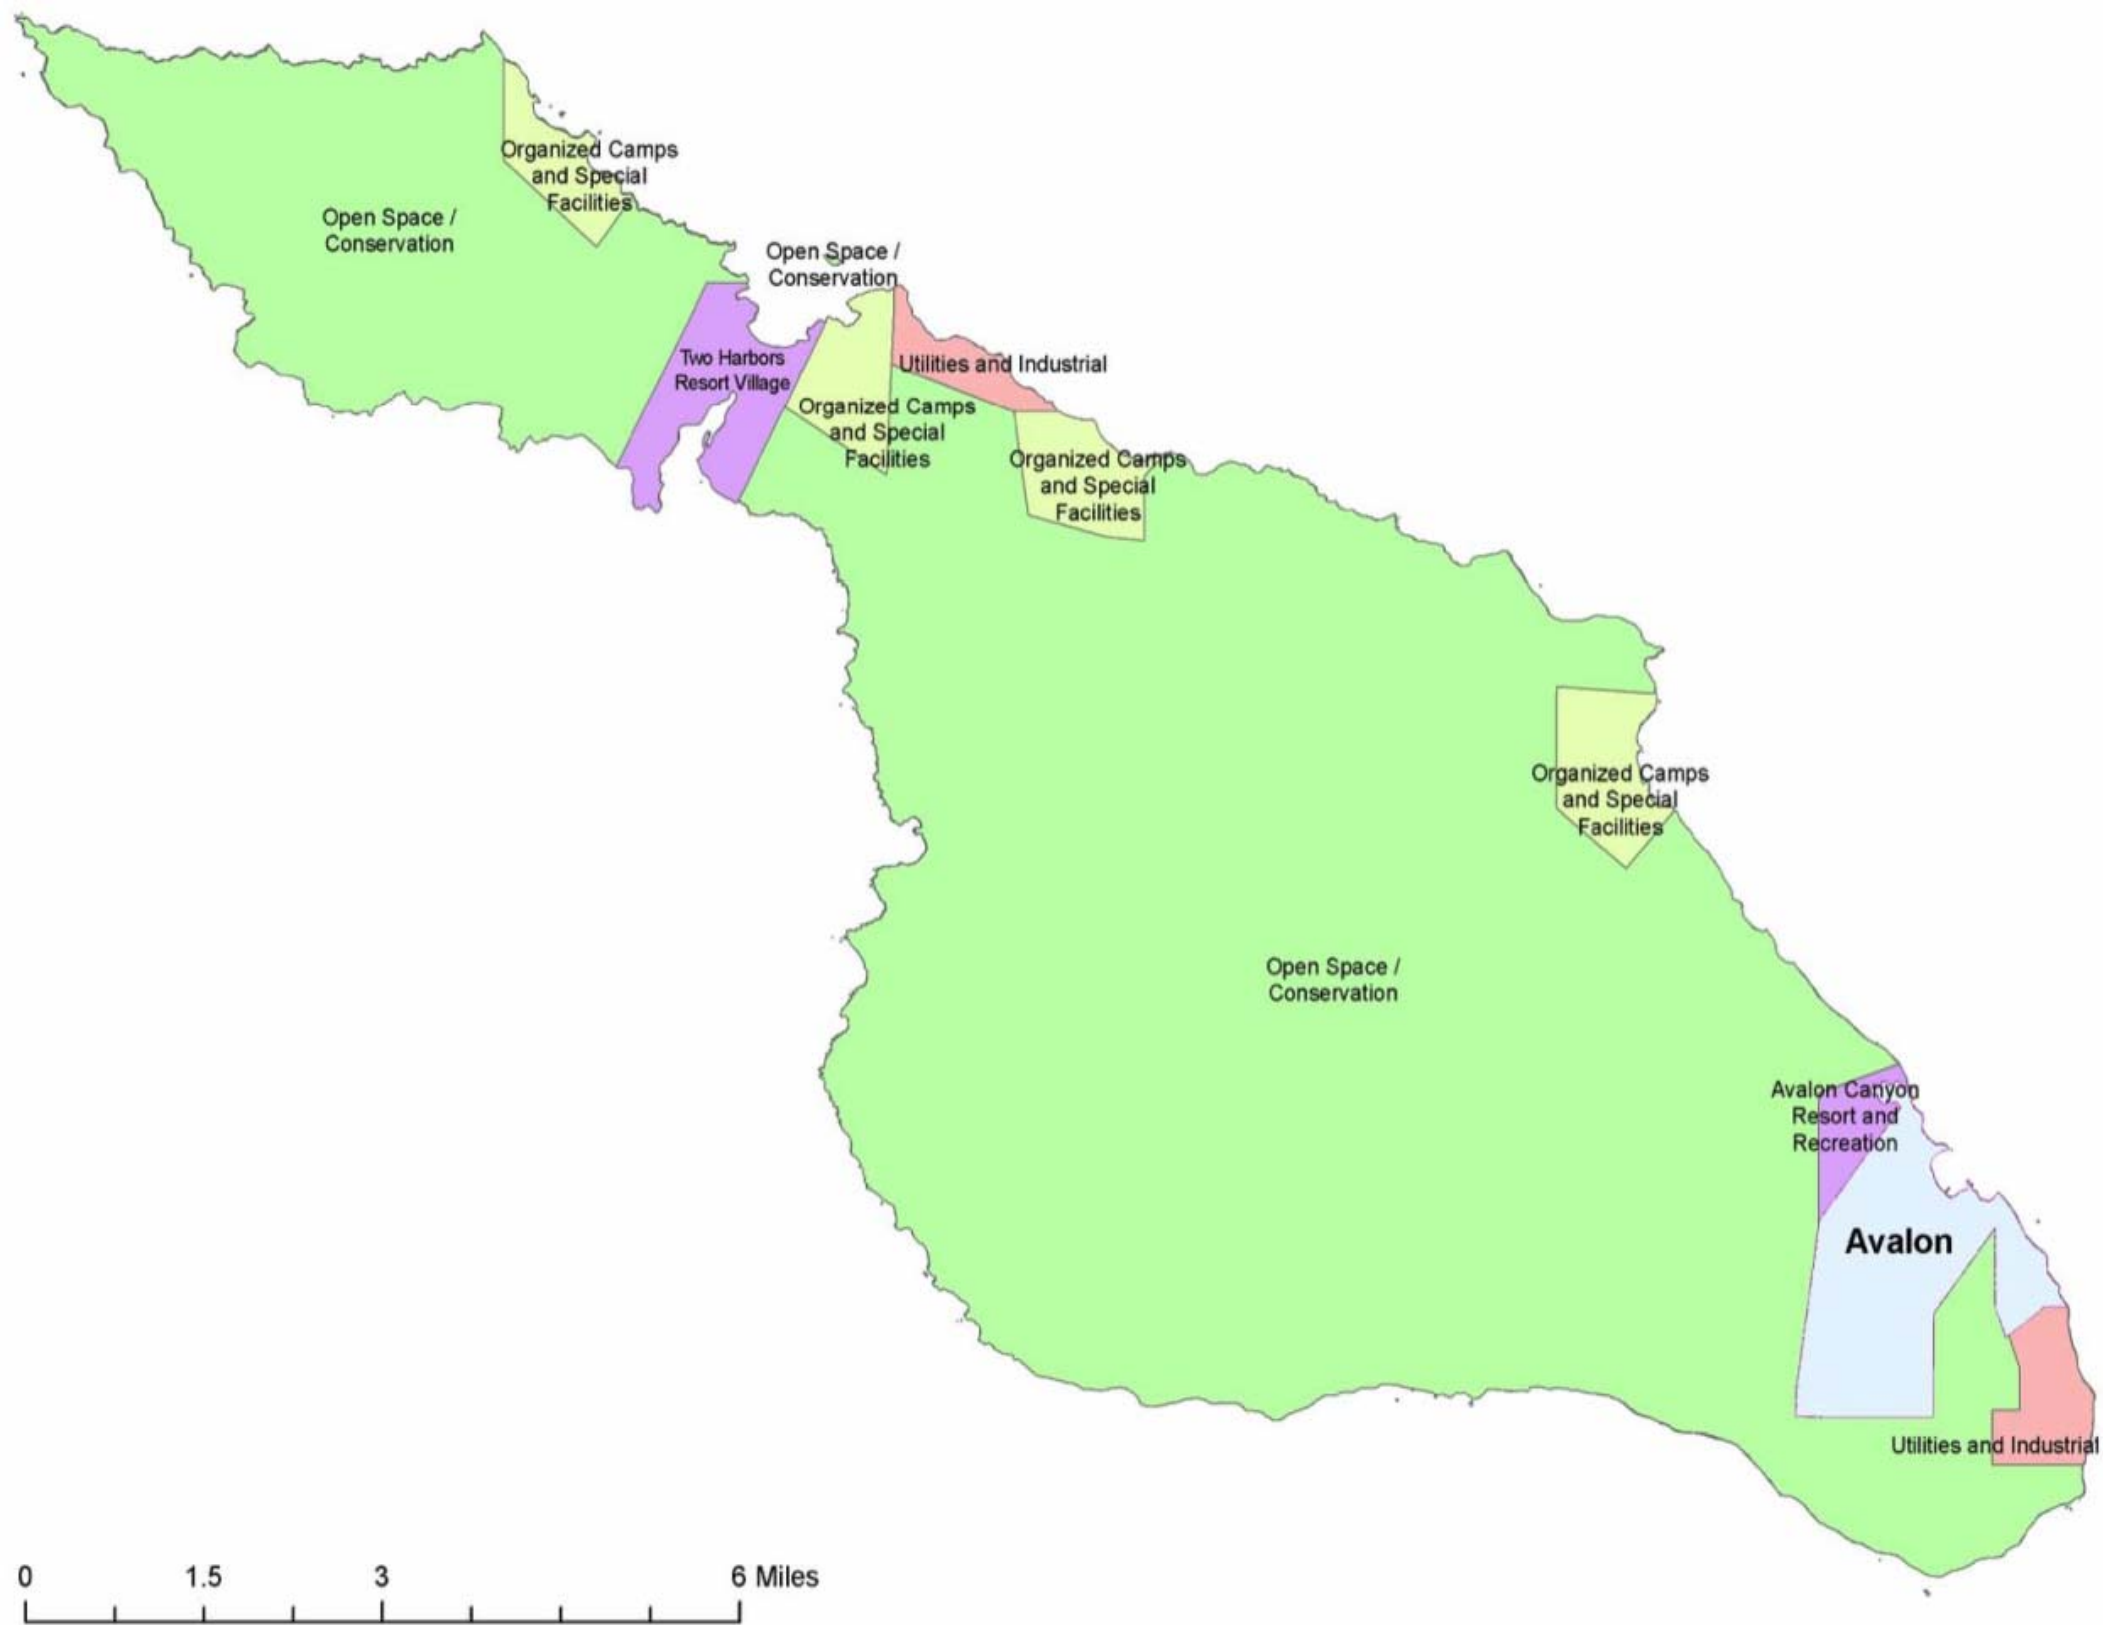 Organized Camps
and Special
Facilities
Open Space /
Conservation
Open Space /
Conservation
Two Harbors
Resort Village
Utilities and Industrial
Organized Camps
and Special
Facilities
Organized Camps
and Special
Facilities
Organized Camps
and Special
Facilities
Open Space /
Conservation
Avalon Canyon
Resort and
Recreation
Avalon
Utilities and Industrial
0 1.5 3 6 Miles